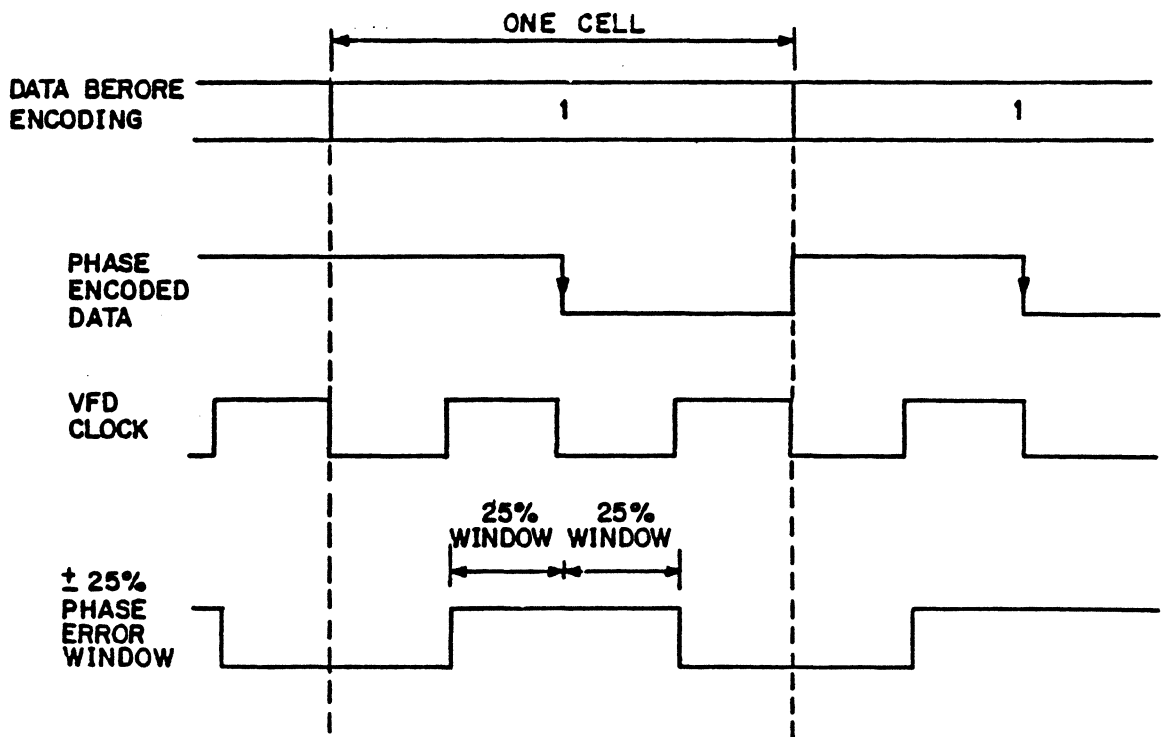 ONE CELL
DATA BERORE
ENCODING
1
1
PHASE
ENCODED
DATA
VFD
CLOCK
25%
WINDOW
25%
WINDOW
± 25%
PHASE
ERROR
WINDOW